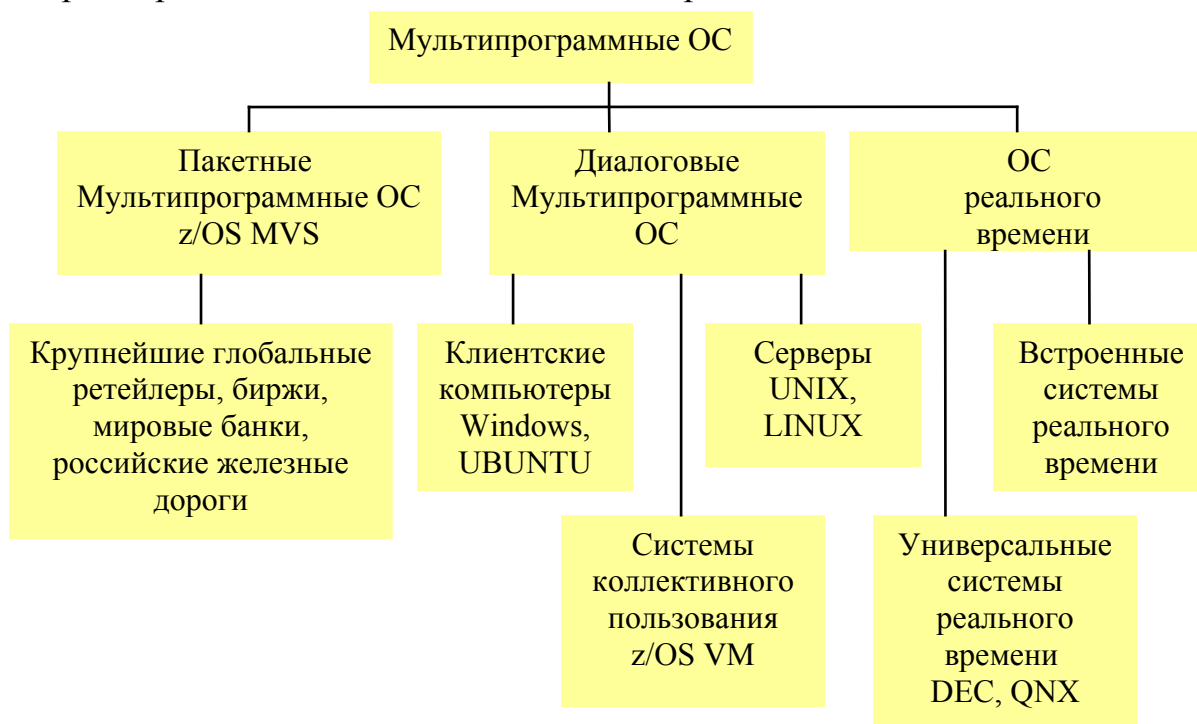 Мультипрограммные ОС
Пакетные
Мультипрограммные ОС
z/OS MVS
Диалоговые
Мультипрограммные
ОС
ОС
реального
времени
Крупнейшие глобальные
ретейлеры, биржи,
мировые банки,
российские железные
дороги
Клиентские
компьютеры
Windows,
UBUNTU
Серверы
UNIX,
LINUX
Встроенные
системы
реального
времени
Системы
коллективного
пользования
z/OS VM
Универсальные
системы
реального
времени
DEC, QNX